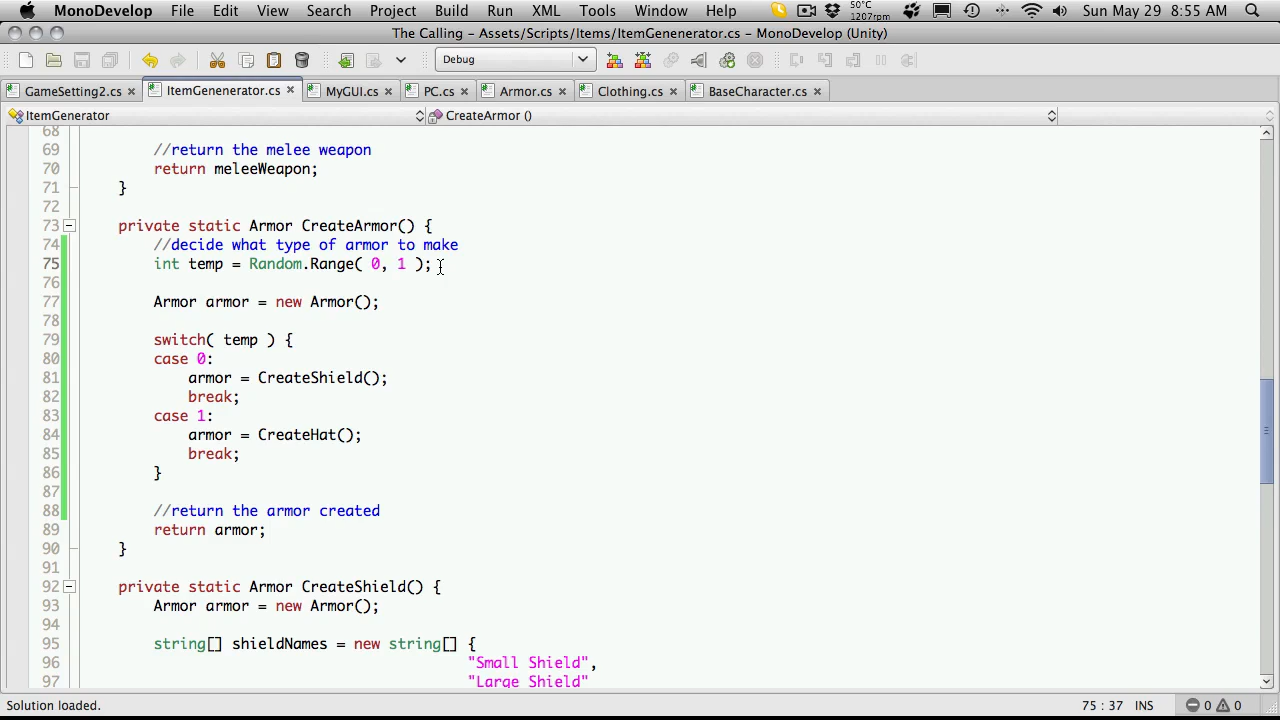 MonoDevelop File Edit View Search Project Build Run XML Tools Window Help 50°C 1207rpm Sun May 29 8:55 AM
The Calling – Assets/Scripts/Items/ItemGenenerator.cs – MonoDevelop (Unity)
Debug
GameSetting2.cs ItemGenenerator.cs MyGUI.cs PC.cs Armor.cs Clothing.cs BaseCharacter.cs
ItemGenerator CreateArmor ()
68
69 //return the melee weapon
70 return meleeWeapon;
71 }
72
73 private static Armor CreateArmor() {
74 //decide what type of armor to make
75 int temp = Random.Range( 0, 1 );
76
77 Armor armor = new Armor();
78
79 switch( temp ) {
80 case 0:
81 armor = CreateShield();
82 break;
83 case 1:
84 armor = CreateHat();
85 break;
86 }
87
88 //return the armor created
89 return armor;
90 }
91
92 private static Armor CreateShield() {
93 Armor armor = new Armor();
94
95 string[] shieldNames = new string[] {
96 "Small Shield",
97 "Large Shield"
Solution loaded. 75 : 37 INS 0 0